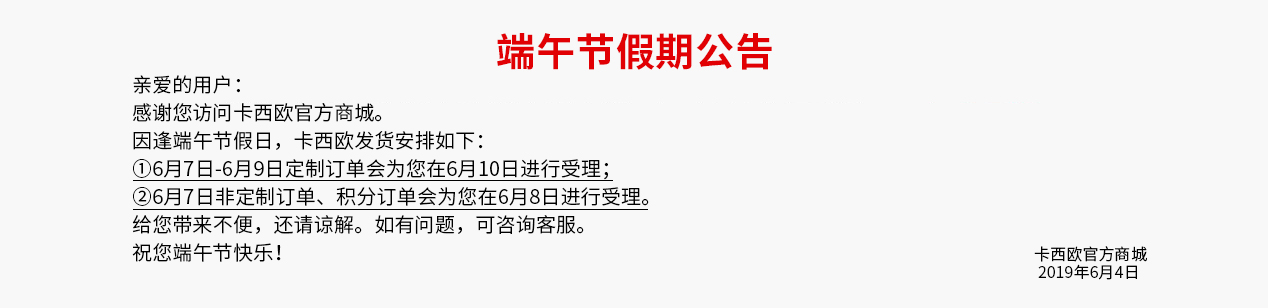 端午节假期公告
亲爱的用户：
感谢您访问卡西欧官方商城。
因逢端午节假日，卡西欧发货安排如下：
①6月7日-6月9日定制订单会为您在6月10日进行受理；
②6月7日非定制订单、积分订单会为您在6月8日进行受理。
给您带来不便，还请谅解。如有问题，可咨询客服。
祝您端午节快乐！
卡西欧官方商城
2019年6月4日